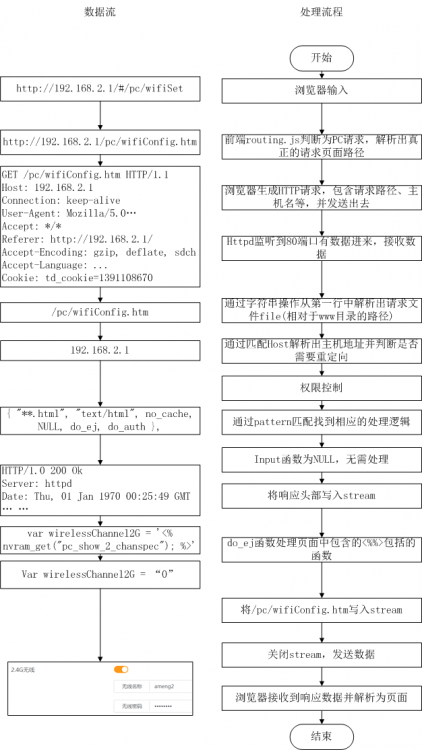 数据流
处理流程
开始
http://192.168.2.1/#/pc/wifiSet
浏览器输入
http://192.168.2.1/pc/wifiConfig.htm
前端routing.js判断为PC请求，解析出真
正的请求页面路径
GET /pc/wifiConfig.htm HTTP/1.1
Host: 192.168.2.1
Connection: keep-alive
User-Agent: Mozilla/5.0…
Accept: */*
Referer: http://192.168.2.1/
Accept-Encoding: gzip, deflate, sdch
Accept-Language: ...
Cookie: td_cookie=1391108670
浏览器生成HTTP请求，包含请求路径、主
机名等，并发送出去
Httpd监听到80端口有数据进来，接收数
据
/pc/wifiConfig.htm
通过字符串操作从第一行中解析出请求文
件file(相对于www目录的路径)
192.168.2.1
通过匹配Host解析出主机地址并判断是否
需要重定向
权限控制
{ "**.html", "text/html", no_cache,
NULL, do_ej, do_auth },
通过pattern匹配找到相应的处理逻辑
Input函数为NULL，无需处理
HTTP/1.0 200 Ok
Server: httpd
Date: Thu, 01 Jan 1970 00:25:49 GMT
… …
将响应头部写入stream
var wirelessChannel2G = '<%
nvram_get("pc_show_2_chanspec"); %>'
do_ej函数处理页面中包含的<%%>包括的
函数
Var wirelessChannel2G = “0”
将/pc/wifiConfig.htm写入stream
关闭stream，发送数据
2.4G无线
无线名称
ameng2
无线密码
••••••••
浏览器接收到响应数据并解析为页面
结束